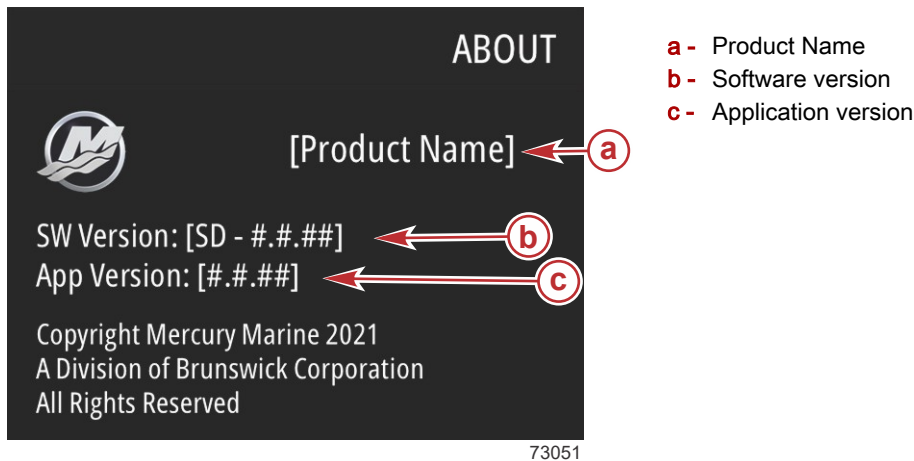 ABOUT
[Product Name]
a
SW Version: [SD - #.#.##]
b
App Version: [#.#.##]
c
Copyright Mercury Marine 2021
A Division of Brunswick Corporation
All Rights Reserved
73051
a - Product Name
b - Software version
c - Application version